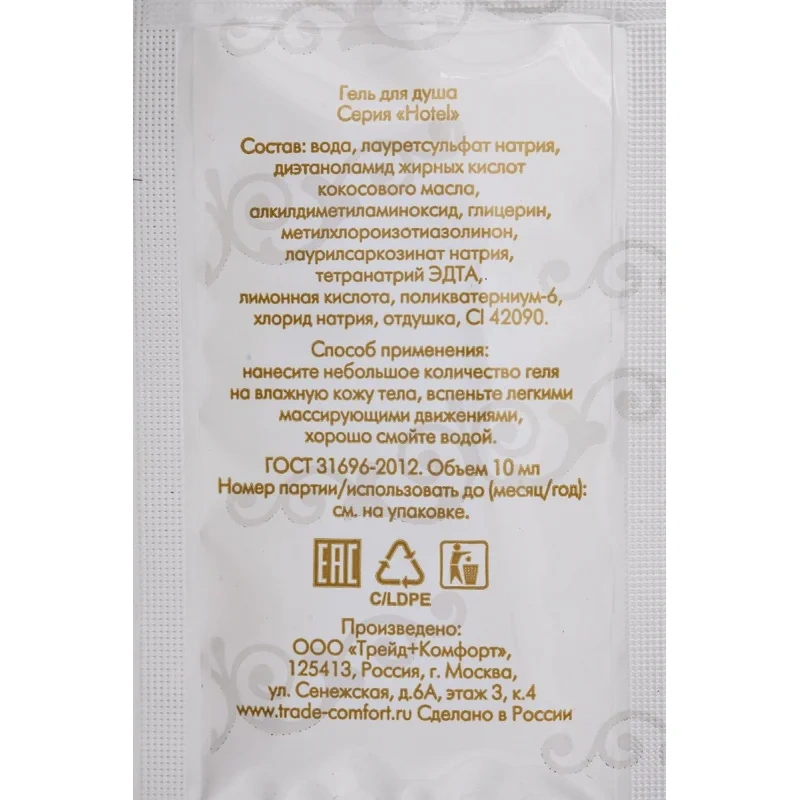 Гель для душа
Серия «Hotel»
Состав: вода, лауретсульфат натрия,
диэтаноламид жирных кислот
кокосового масла,
алкилдиметиламиноксид, глицерин,
метилхлороизотиазолинон,
лаурилсаркозинат натрия,
тетранатрий ЭДТА,
лимонная кислота, поликватерниум-6,
хлорид натрия, отдушка, CI 42090.
Способ применения:
нанесите небольшое количество геля
на влажную кожу тела, вспеньте легкими
массирующими движениями,
хорошо смойте водой.
ГОСТ 31696-2012. Объем 10 мл
Номер партии/использовать до (месяц/год):
см. на упаковке.
EAC
C/LDPE
Произведено:
ООО «Трейд+Комфорт»,
125413, Россия, г. Москва,
ул. Сенежская, д.6А, этаж 3, к.4
www.trade-comfort.ru Сделано в России